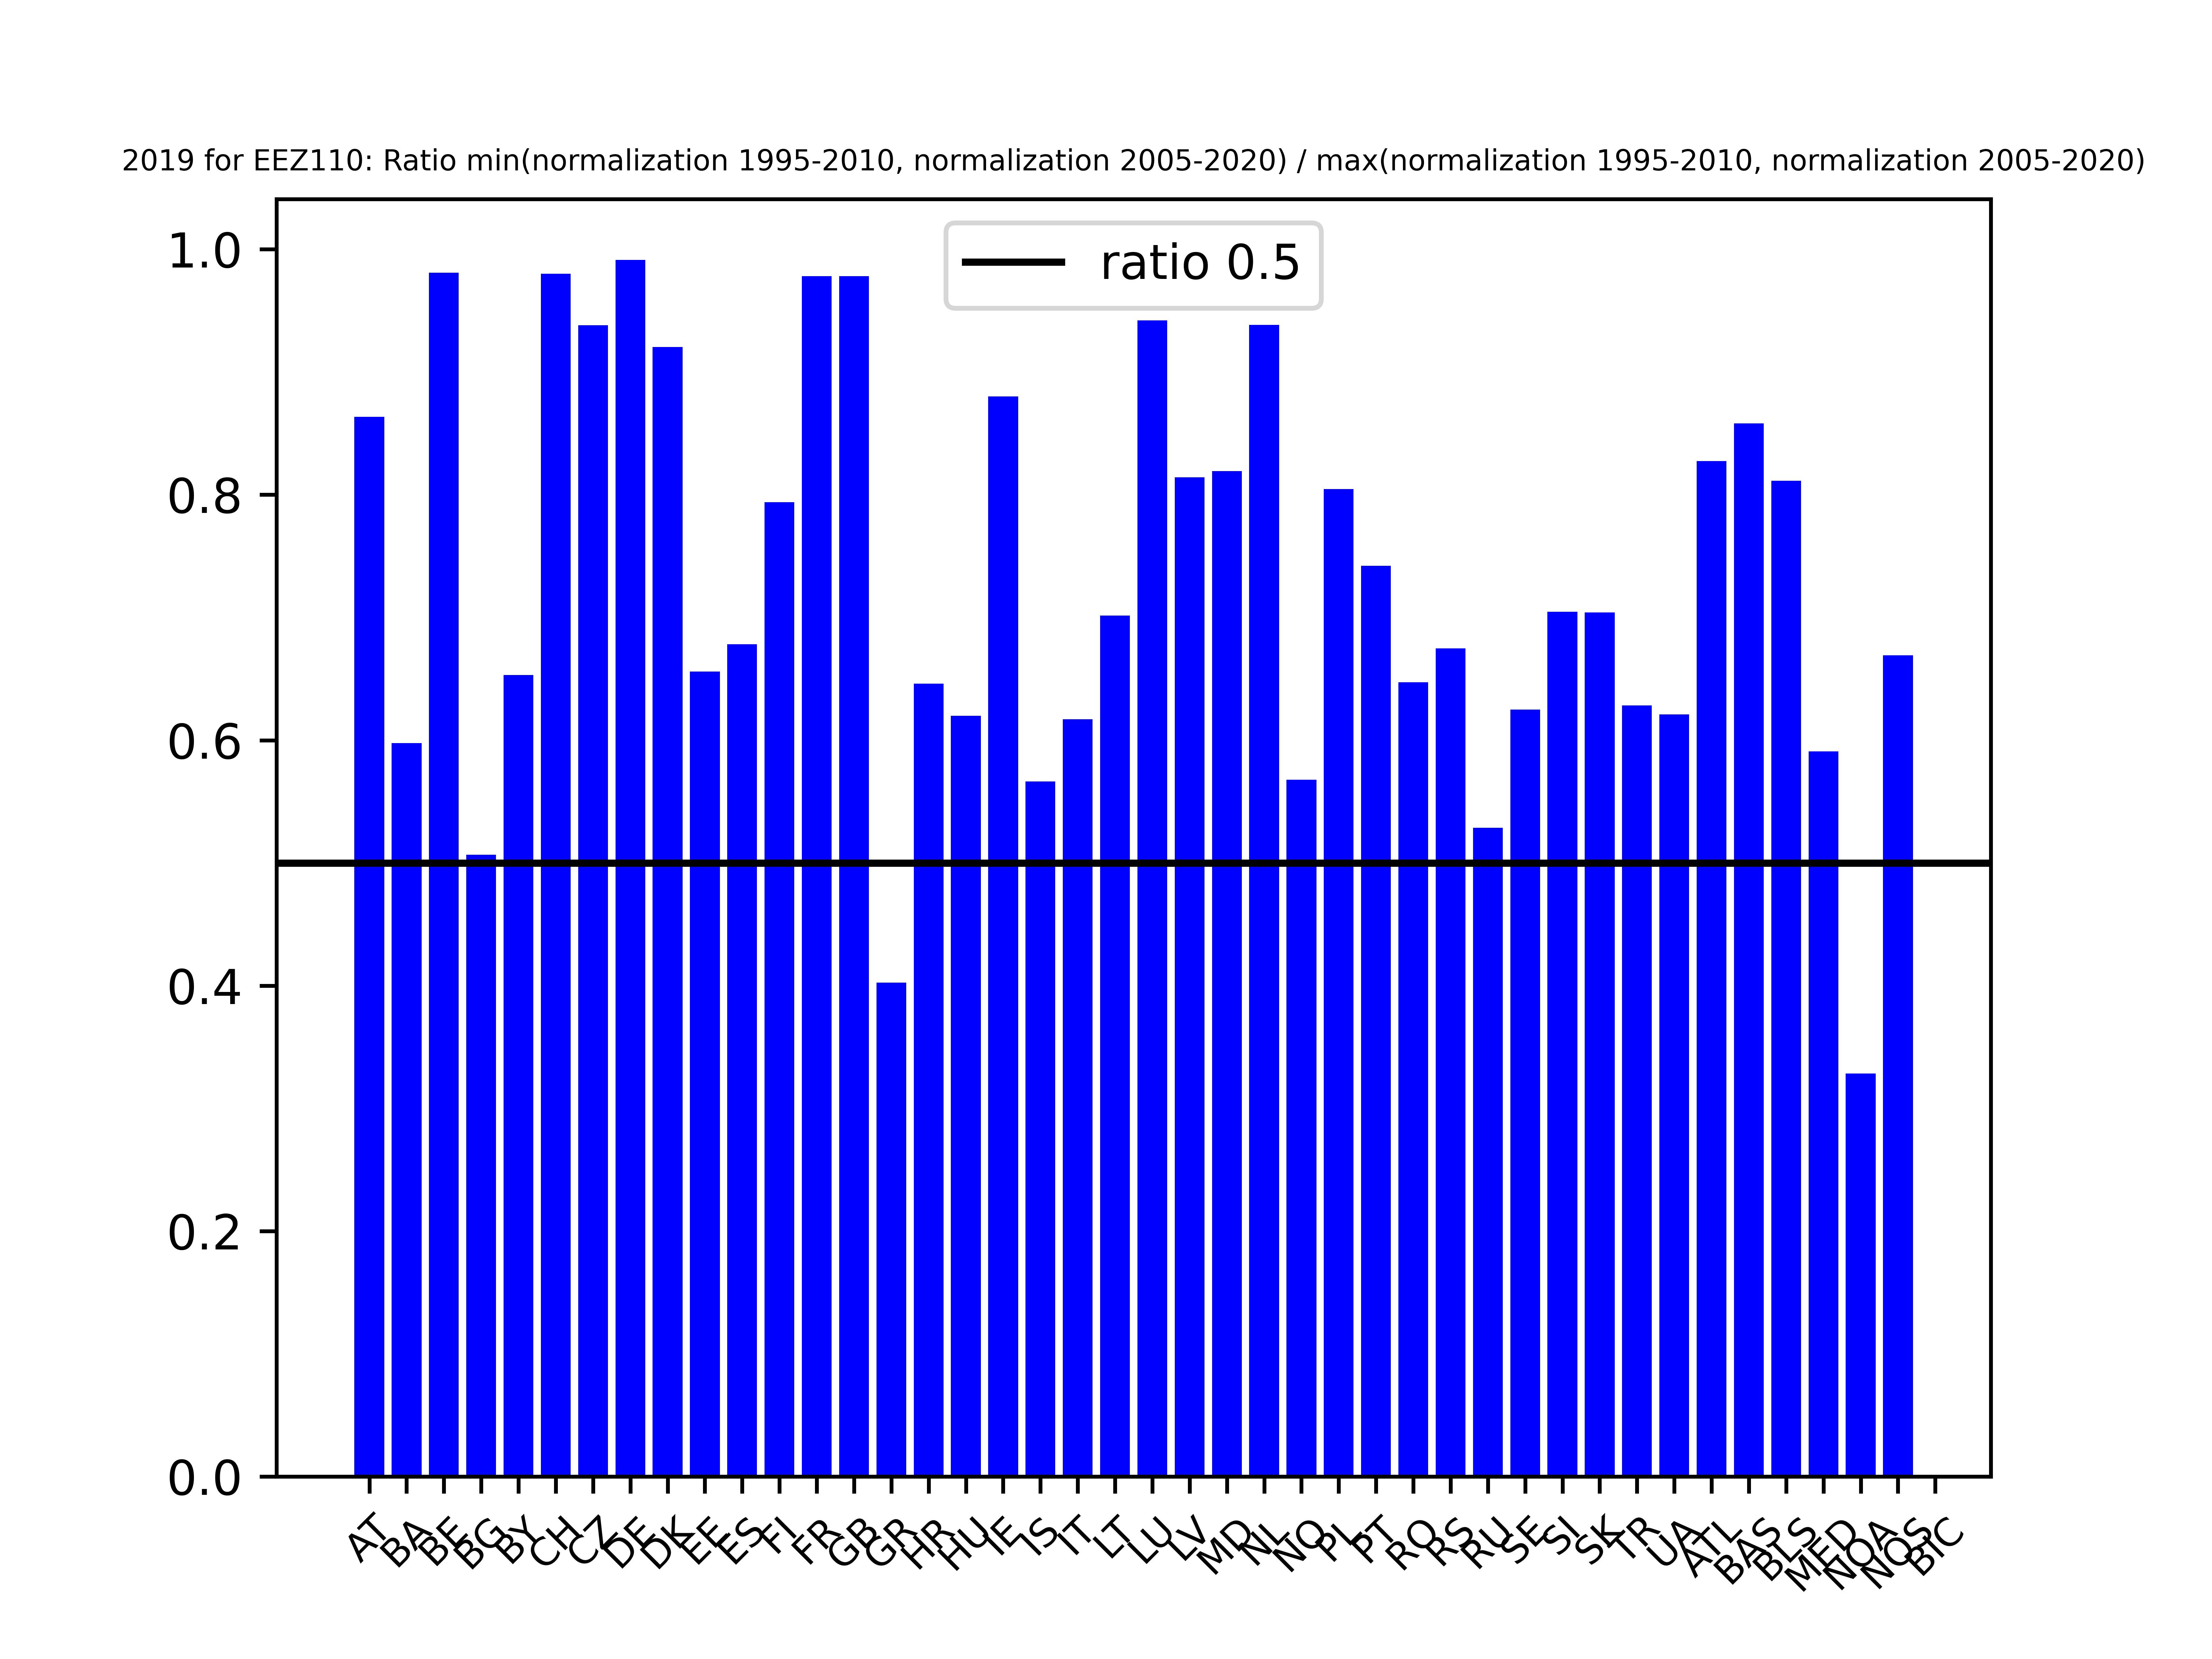 2019 for EEZ110: Ratio min(normalization 1995-2010, normalization 2005-2020) / max(normalization 1995-2010, normalization 2005-2020)
ratio 0.5
1.0
0.8
0.6
0.4
0.2
0.0
AT BA BE BG BY CH CZ DE DK EE ES FI FR GB GR HR HU IE IS IT LT LU LV MD NL NO PL PT RO RS RU SE SI SK TR UA ATL BAS BLS MED NOA NOS BIC